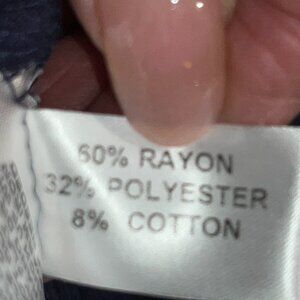 60% RAYON
32% POLYESTER
8% COTTON